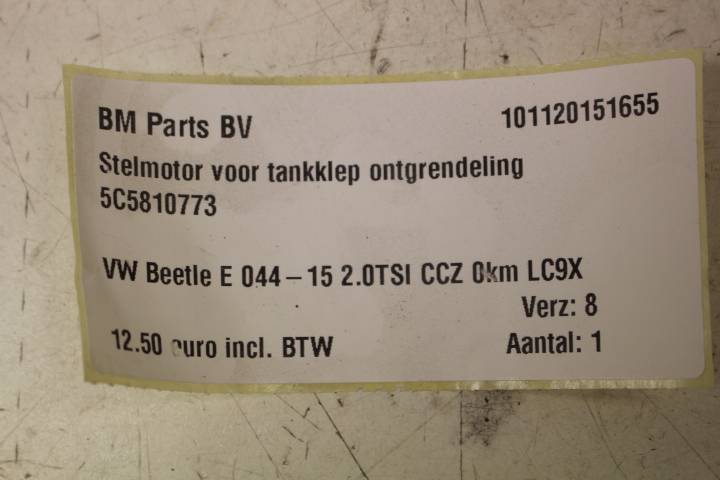 BM Parts BV 101120151655
Stelmotor voor tankklep ontgrendeling
5C5810773
VW Beetle E 044-15 2.0TSI CCZ 0km LC9X
Verz: 8
12.50 euro incl. BTW Aantal: 1